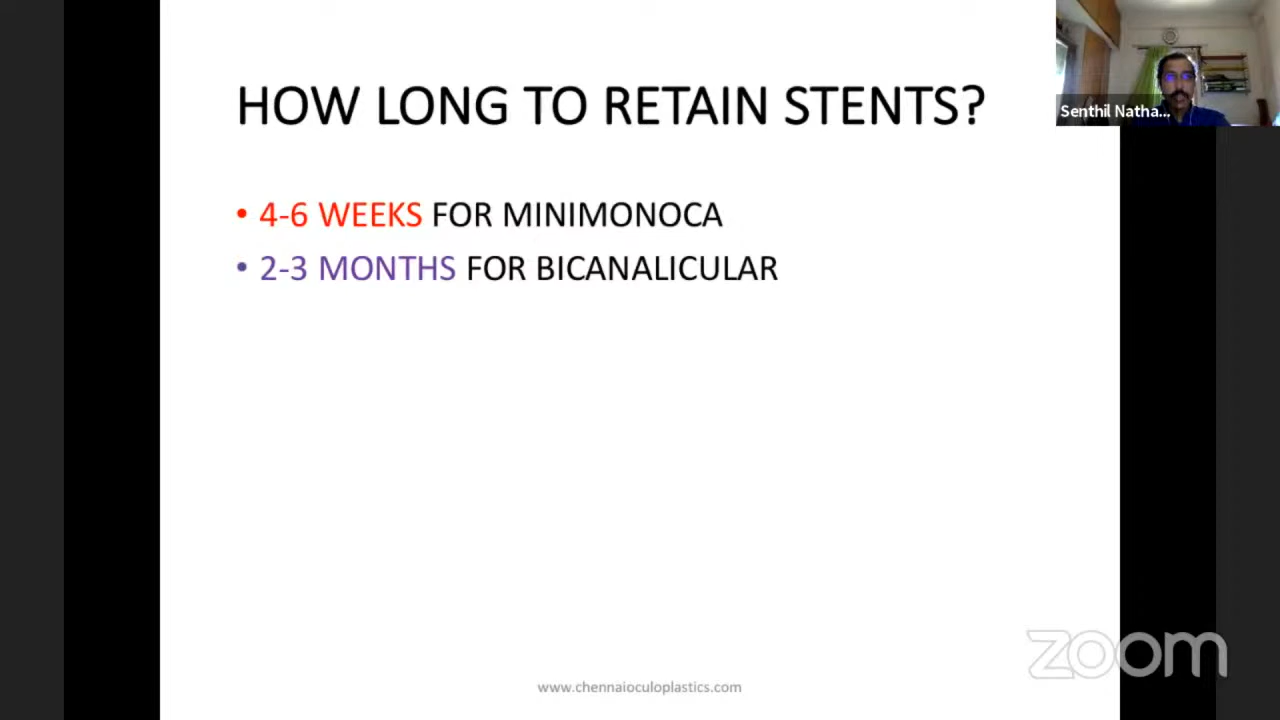 HOW LONG TO RETAIN STENTS?
Senthil Natha...
• 4-6 WEEKS FOR MINIMONOCA
• 2-3 MONTHS FOR BICANALICULAR
zoom
www.chennaioculoplastics.com